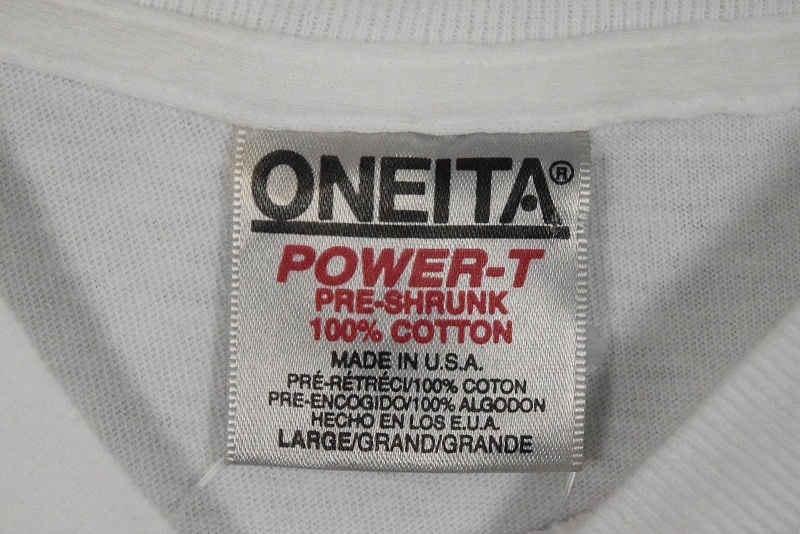 ONEITA®
POWER-T
PRE-SHRUNK
100% COTTON
MADE IN U.S.A.
PRÉ-RÉTRÉCI/100% COTON
PRE-ENCOGIDO/100% ALGODON
HECHO EN LOS E.U.A.
LARGE/GRAND/GRANDE